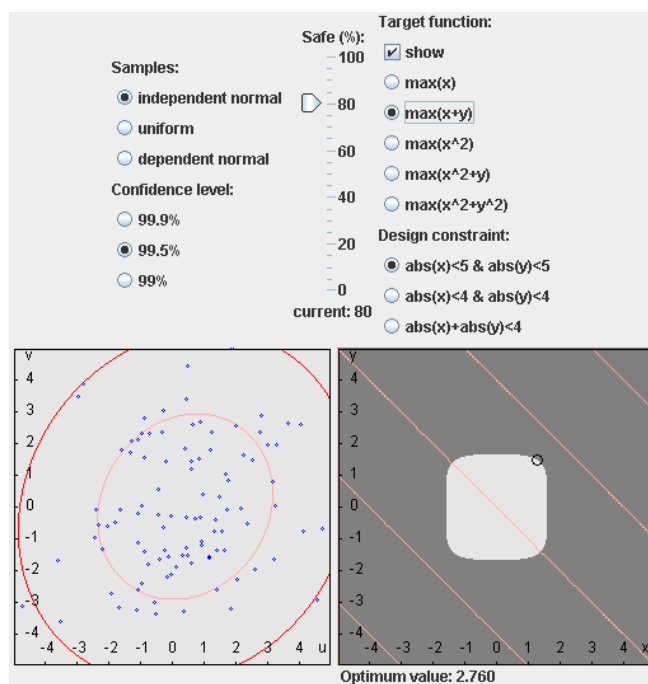 Samples:
independent normal
uniform
dependent normal
Confidence level:
99.9%
99.5%
99%
Safe (%):
100
80
60
40
20
0
current: 80
Target function:
show
max(x)
max(x+y)
max(x^2)
max(x^2+y)
max(x^2+y^2)
Design constraint:
abs(x)<5 & abs(y)<5
abs(x)<4 & abs(y)<4
abs(x)+abs(y)<4
v
4
3
2
1
0
-1
-2
-3
-4
-4 -3 -2 -1 0 1 2 3 4 u
y
4
3
2
1
0
-1
-2
-3
-4
-4 -3 -2 -1 0 1 2 3 4 x
Optimum value: 2.760